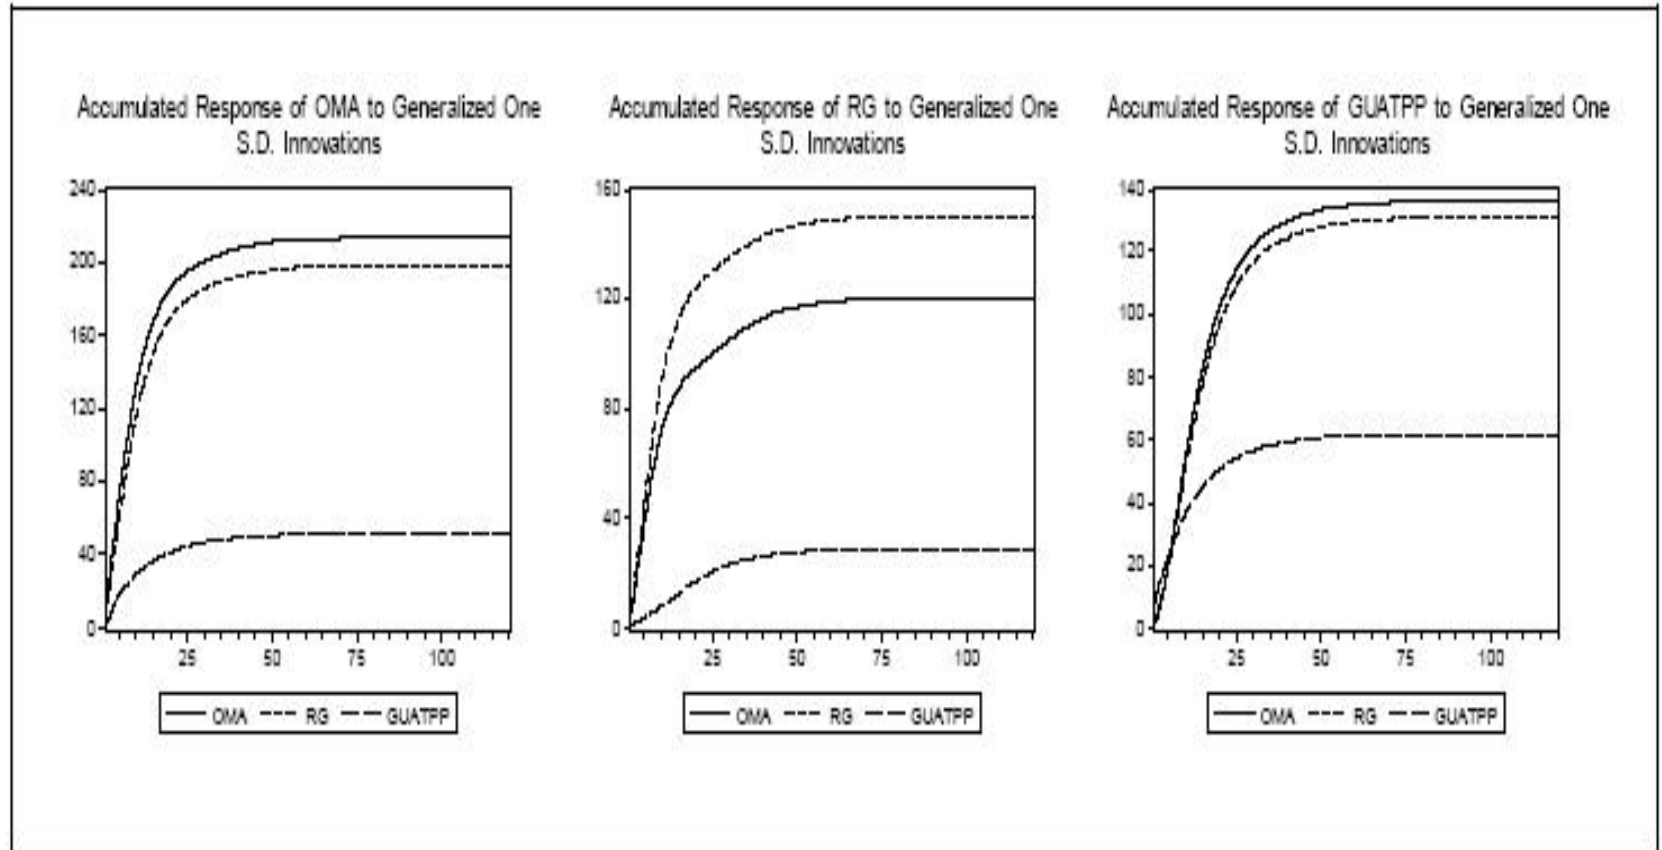 Accumulated Response of OMA to Generalized One
S.D. Innovations
240
200
160
120
80
40
0
25 50 75 100
OMA RG GUATPP
Accumulated Response of RG to Generalized One
S.D. Innovations
160
120
80
40
0
25 50 75 100
OMA RG GUATPP
Accumulated Response of GUATPP to Generalized One
S.D. Innovations
140
120
100
80
60
40
20
0
25 50 75 100
OMA RG GUATPP